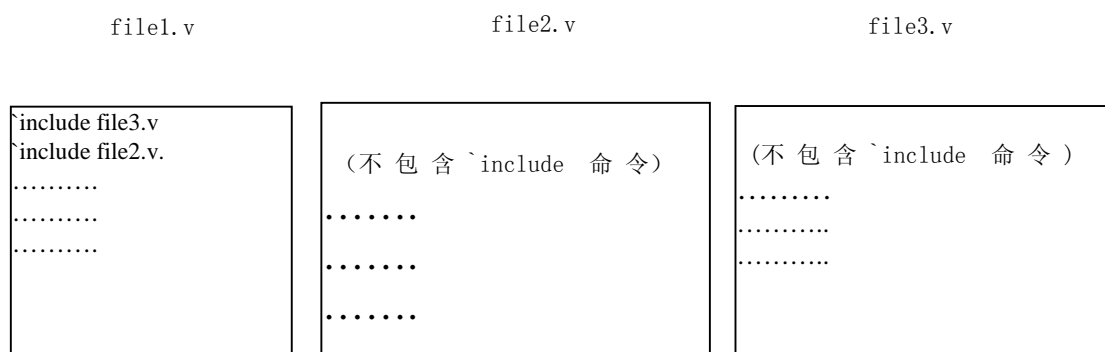 file1.v
file2.v
file3.v
`include file3.v
`include file2.v.
……….
……….
……….
(不 包 含 `include 命 令)
•••••••
•••••••
•••••••
(不 包 含 `include 命 令 )
………
………..
………..